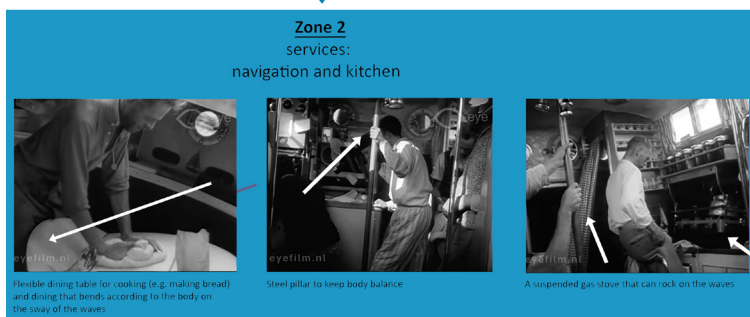 Zone 2
services:
navigation and kitchen
eye
eye
eyefilm.nl
eyefilm.nl
eyefilm.nl
Flexible dining table for cooking (e.g. making bread)
and dining that bends according to the body on
the sway of the waves
Steel pillar to keep body balance
A suspended gas stove that can rock on the waves